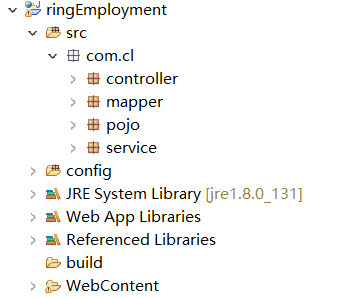 ringEmployment
src
com.cl
controller
mapper
pojo
service
config
JRE System Library [jre1.8.0_131]
Web App Libraries
Referenced Libraries
build
WebContent